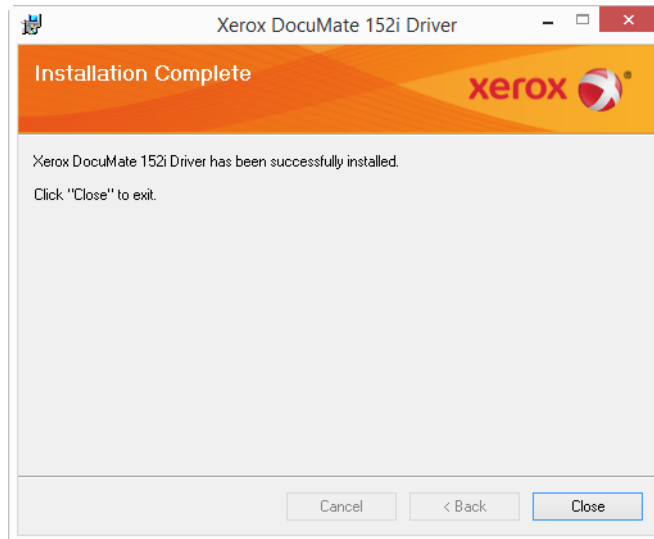 Xerox DocuMate 152i Driver
Installation Complete
xerox
Xerox DocuMate 152i Driver has been successfully installed.
Click "Close" to exit.
Cancel
< Back
Close